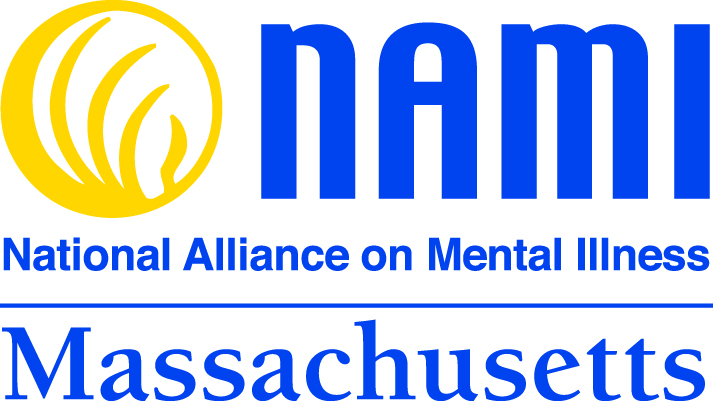 NAMI
National Alliance on Mental Illness
Massachusetts